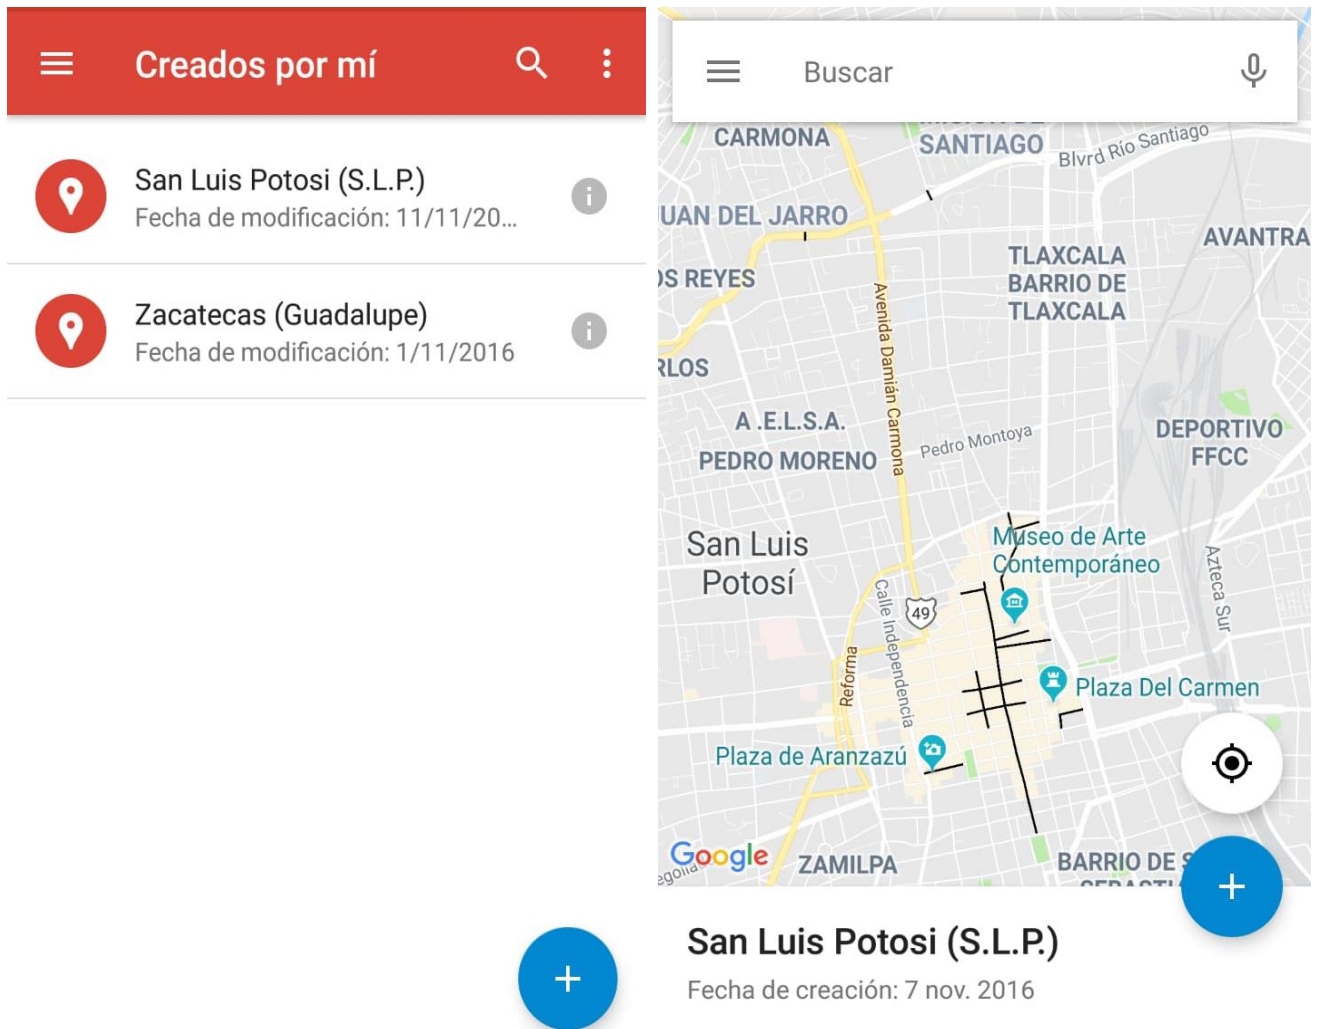 Creados por mí
San Luis Potosi (S.L.P.)
Fecha de modificación: 11/11/20...
Zacatecas (Guadalupe)
Fecha de modificación: 1/11/2016
Buscar
CARMONA
SANTIAGO
Blvrd Río Santiago
UAN DEL JARRO
AVANTRA
TLAXCALA
BARRIO DE
TLAXCALA
OS REYES
Avenida Damián Carmona
RLOS
A .E.L.S.A.
PEDRO MORENO
Pedro Montoya
DEPORTIVO
FFCC
San Luis
Potosí
Museo de Arte
Contemporáneo
Azteca Sur
49
Calle Independencia
Reforma
Plaza Del Carmen
Plaza de Aranzazú
Google
ZAMILPA
BARRIO DE S
San Luis Potosi (S.L.P.)
Fecha de creación: 7 nov. 2016